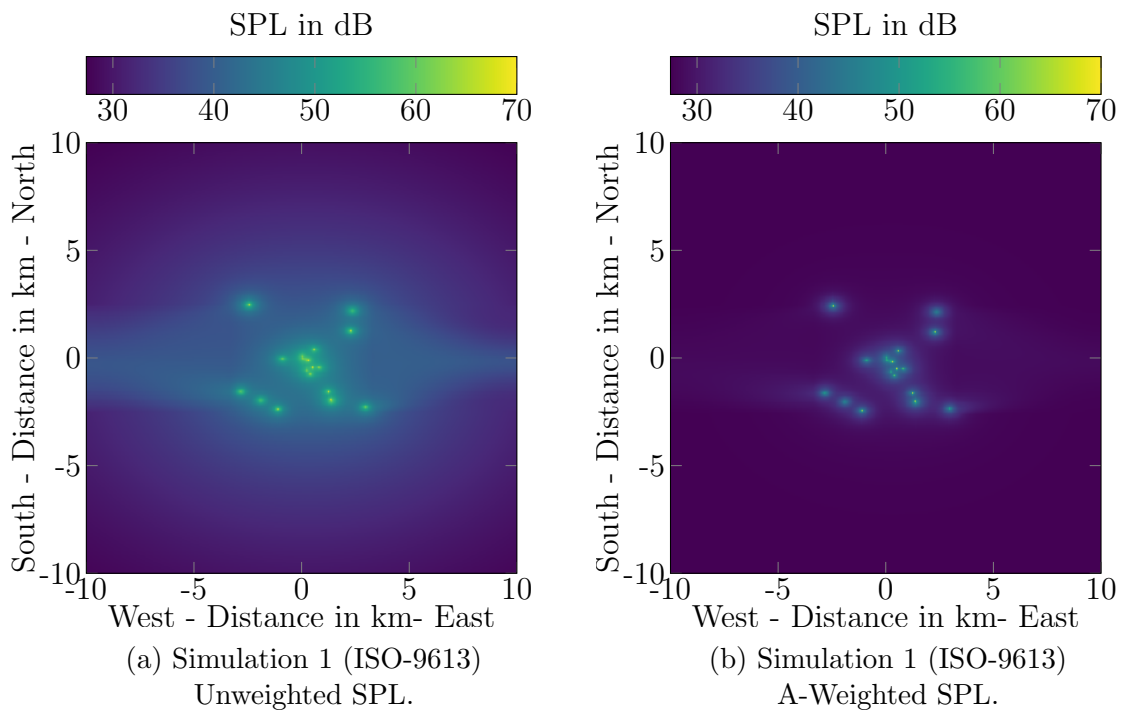 SPL in dB
30 40 50 60 70
10
5
0
-5
-10
South - Distance in km - North
-10 -5 0 5 10
West - Distance in km- East
(a) Simulation 1 (ISO-9613)
Unweighted SPL.
SPL in dB
30 40 50 60 70
10
5
0
-5
-10
South - Distance in km - North
-10 -5 0 5 10
West - Distance in km- East
(b) Simulation 1 (ISO-9613)
A-Weighted SPL.